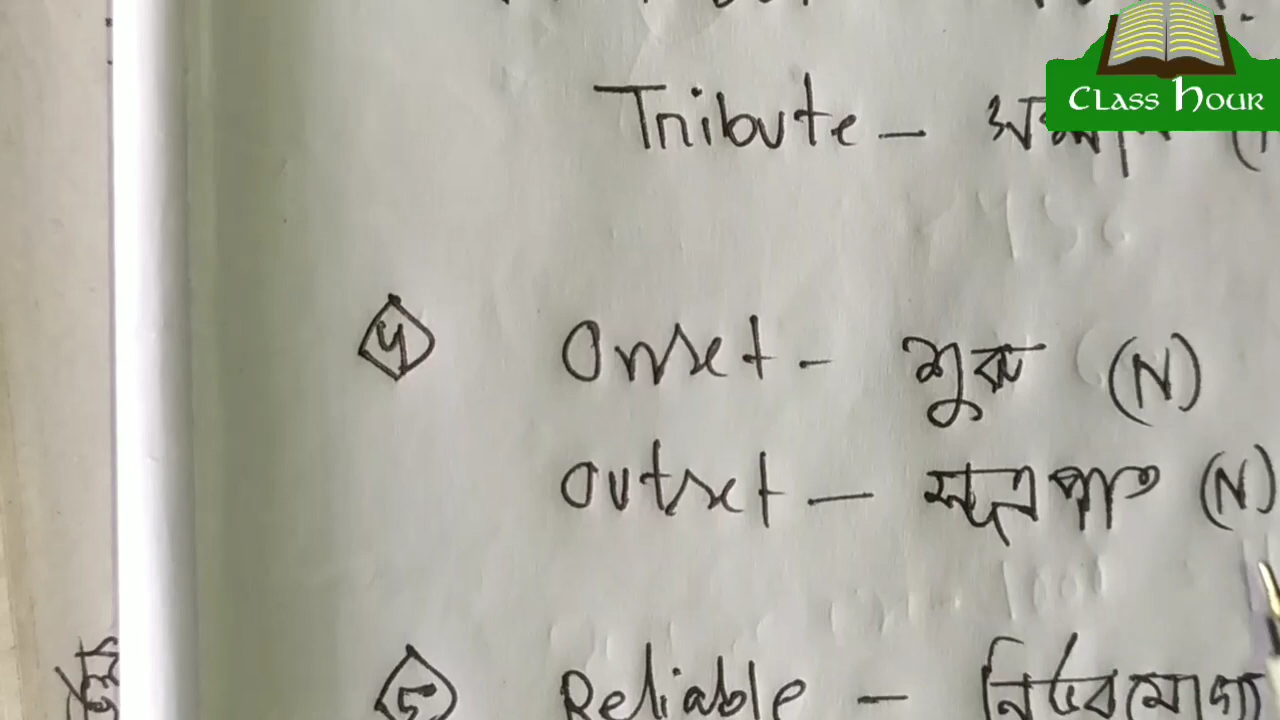 CLASS HOUR
Tribute –
4 Onset – শুরু (N)
Outset – সূত্রপাত (N)
5 Reliable – নির্ভরযোগ্য